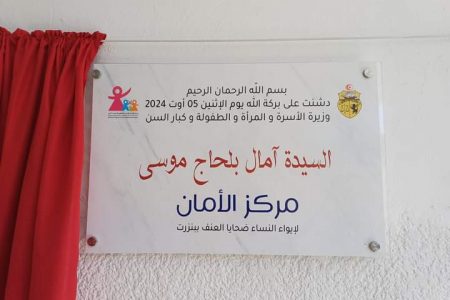 بسم الله الرحمان الرحيم
دشنت على بركة الله يوم الإثنين 05 أوت 2024
وزيرة الأسرة و المرأة و الطفولة و كبار السن
السيدة آمال بلحاج موسى
مركز الأمان
لإيواء النساء ضحايا العنف ببنزرت